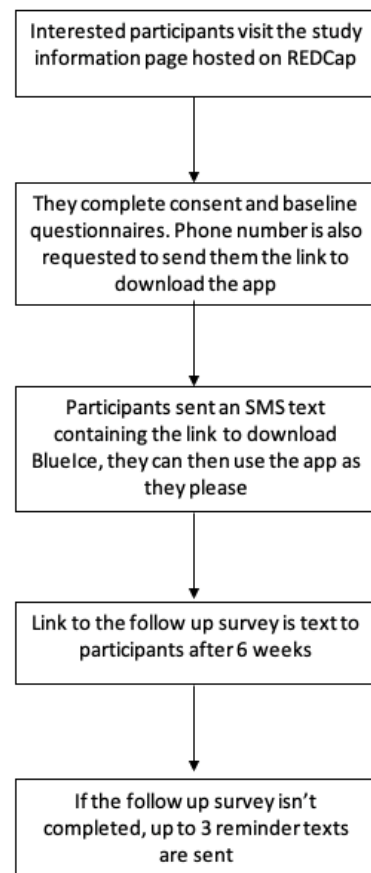 Interested participants visit the study
information page hosted on REDCap
They complete consent and baseline
questionnaires. Phone number is also
requested to send them the link to
download the app
Participants sent an SMS text
containing the link to download
BlueIce, they can then use the app as
they please
Link to the follow up survey is text to
participants after 6 weeks
If the follow up survey isn’t
completed, up to 3 reminder texts
are sent